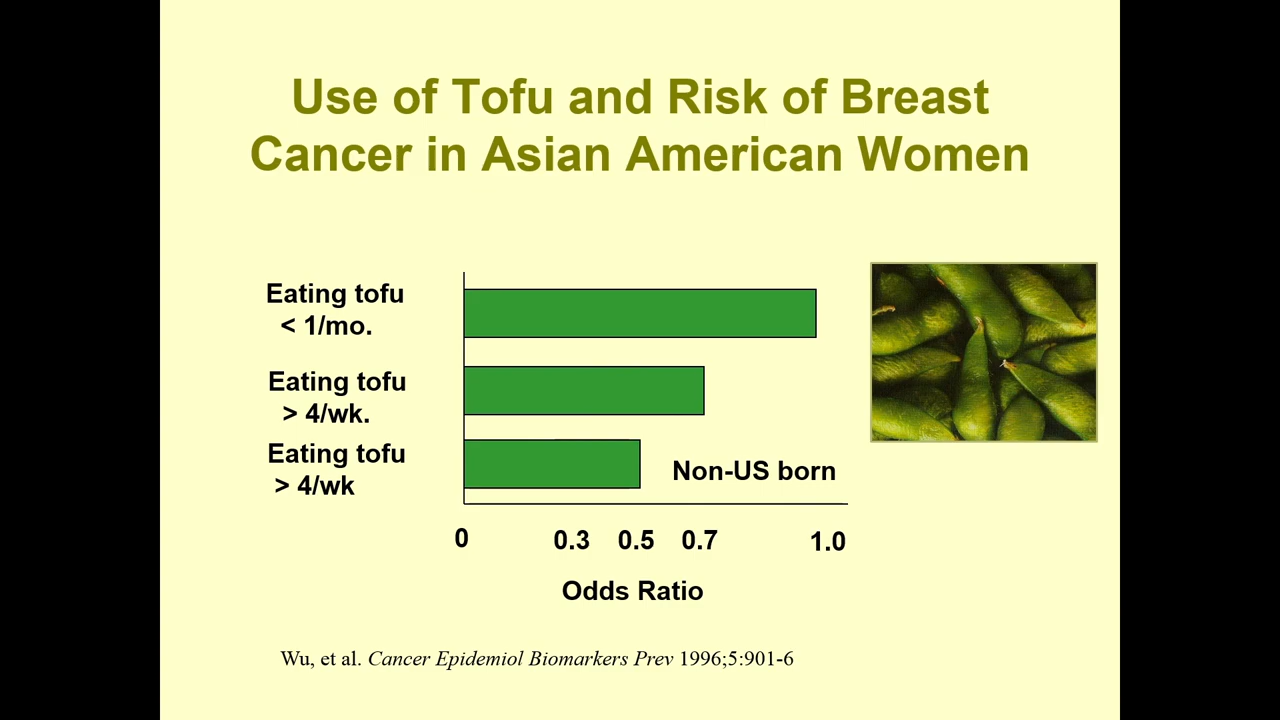 Use of Tofu and Risk of Breast
Cancer in Asian American Women
Eating tofu
< 1/mo.
Eating tofu
> 4/wk.
Eating tofu
> 4/wk
Non-US born
0 0.3 0.5 0.7 1.0
Odds Ratio
Wu, et al. Cancer Epidemiol Biomarkers Prev 1996;5:901-6